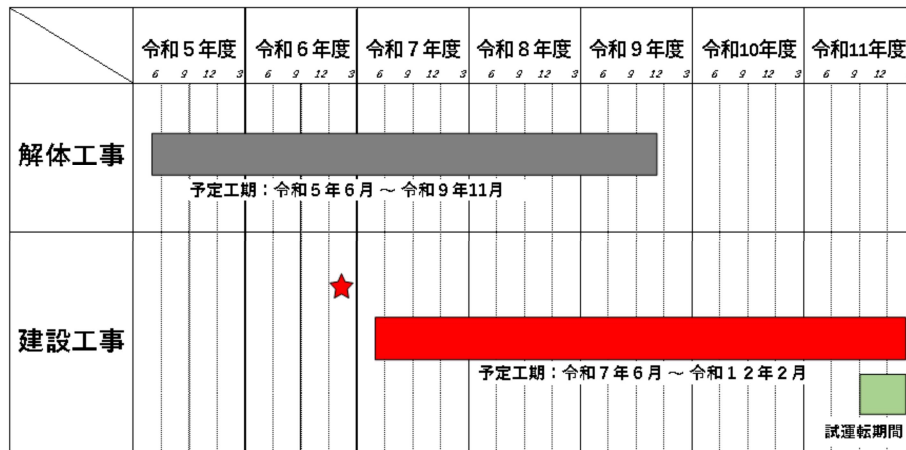 令和５年度 令和６年度 令和７年度 令和８年度 令和９年度 令和10年度 令和11年度
6 9 12 3 6 9 12 3 6 9 12 3 6 9 12 3 6 9 12 3 6 9 12 3 6 9 12
解体工事
予定工期：令和５年６月 ～ 令和９年11月
建設工事
予定工期：令和７年６月 ～ 令和１２年２月
試運転期間